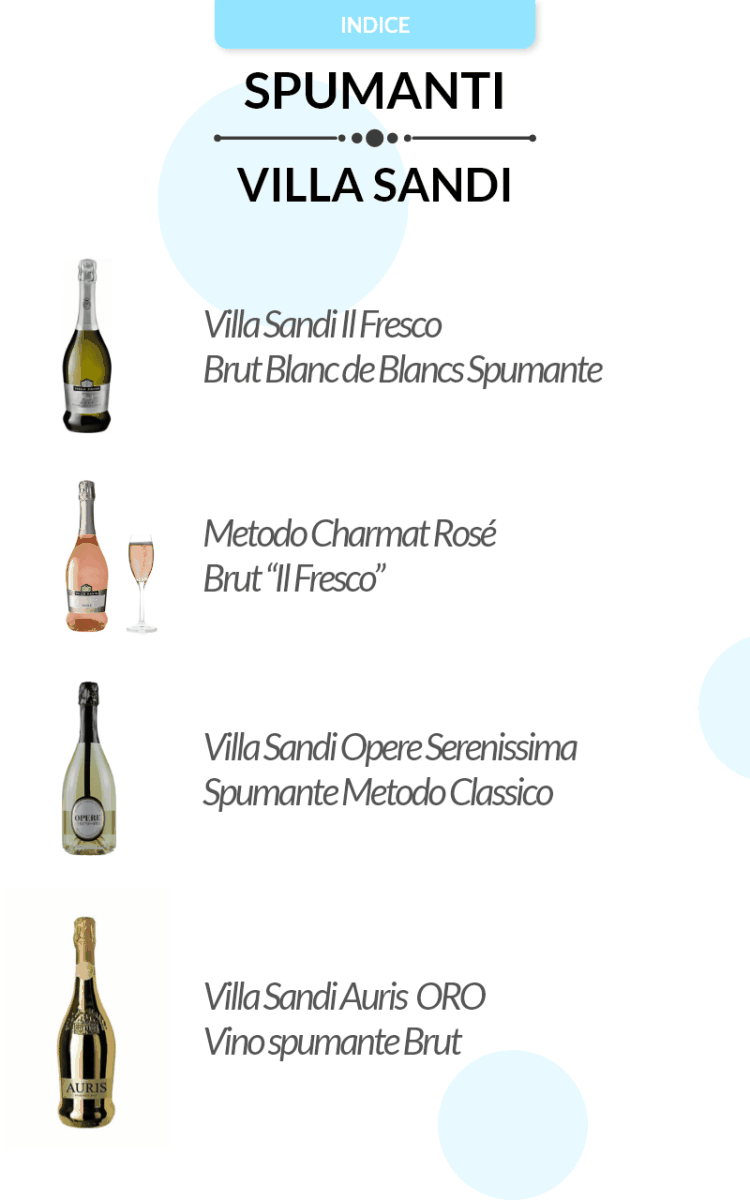 INDICE
SPUMANTI
VILLA SANDI
Villa Sandi Il Fresco
Brut Blanc de Blancs Spumante
Metodo Charmat Rosé
Brut “Il Fresco”
Villa Sandi Opere Serenissima
Spumante Metodo Classico
OPERE
Villa Sandi Auris ORO
Vino spumante Brut
AURIS